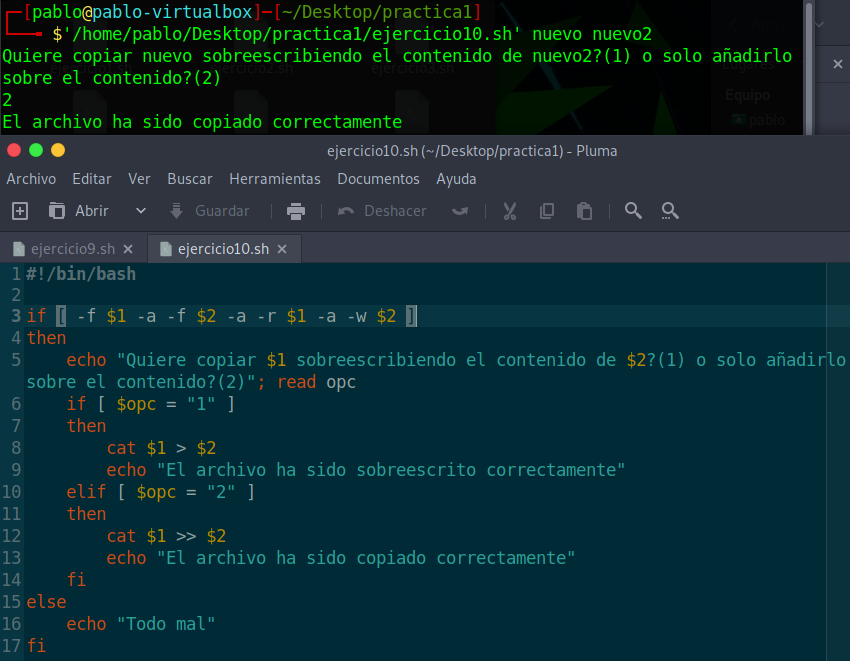 [pablo@pablo-virtualbox]─[~/Desktop/practica1]
$'/home/pablo/Desktop/practica1/ejercicio10.sh' nuevo nuevo2
Quiere copiar nuevo sobreescribiendo el contenido de nuevo2?(1) o solo añadirlo
sobre el contenido?(2)
2
El archivo ha sido copiado correctamente
Equipo
pablo
ejercicio10.sh (~/Desktop/practica1) - Pluma
Archivo Editar Ver Buscar Herramientas Documentos Ayuda
Abrir Guardar Deshacer
ejercicio9.sh × ejercicio10.sh ×
1 #!/bin/bash
2
3 if [ -f $1 -a -f $2 -a -r $1 -a -w $2 ]
4 then
5 echo "Quiere copiar $1 sobreescribiendo el contenido de $2?(1) o solo añadirlo
sobre el contenido?(2)"; read opc
6 if [ $opc = "1" ]
7 then
8 cat $1 > $2
9 echo "El archivo ha sido sobreescrito correctamente"
10 elif [ $opc = "2" ]
11 then
12 cat $1 >> $2
13 echo "El archivo ha sido copiado correctamente"
14 fi
15 else
16 echo "Todo mal"
17 fi